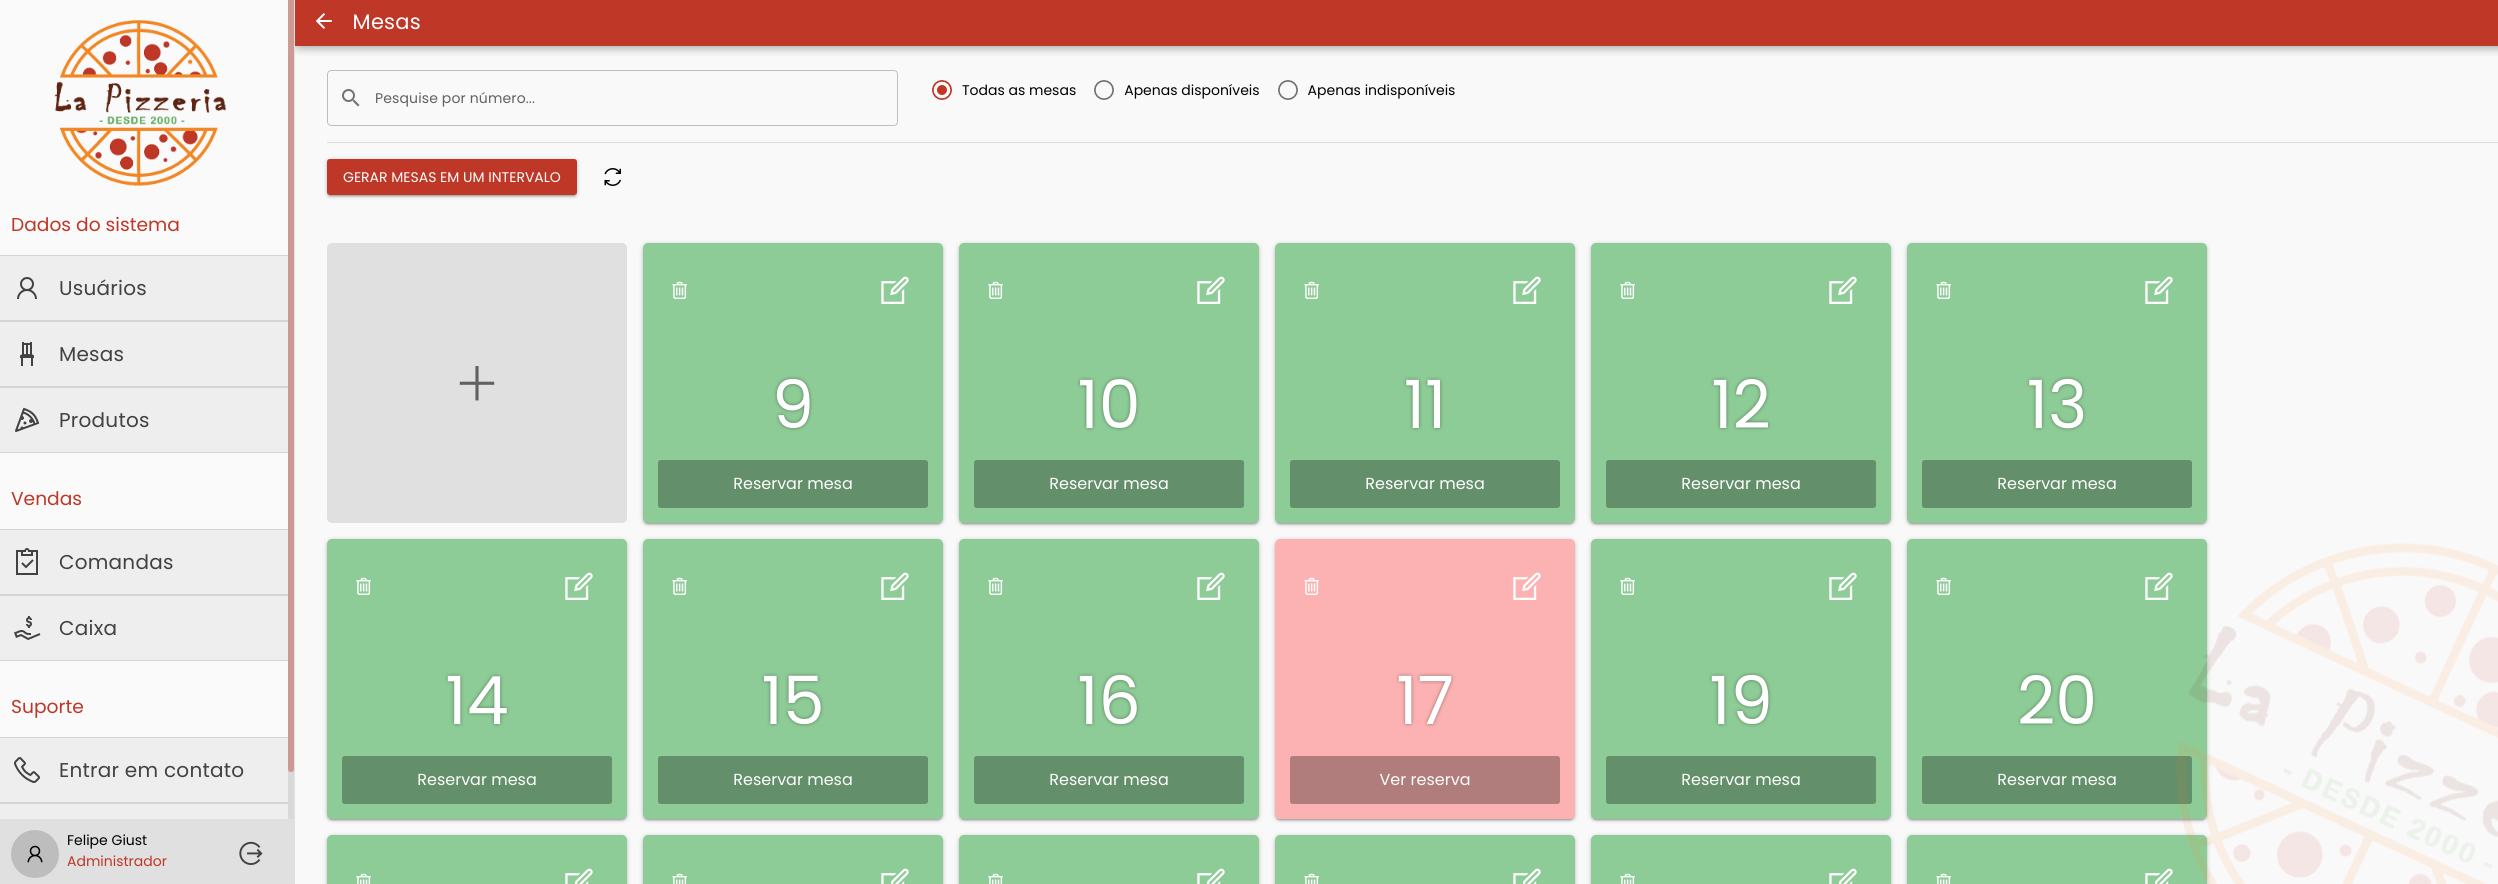 La Pizzeria
- DESDE 2000 -
Dados do sistema
Usuários
Mesas
Produtos
Vendas
Comandas
Caixa
Suporte
Entrar em contato
Felipe Giust
Administrador
Mesas
Pesquise por número...
Todas as mesas
Apenas disponíveis
Apenas indisponíveis
GERAR MESAS EM UM INTERVALO
9
Reservar mesa
10
Reservar mesa
11
Reservar mesa
12
Reservar mesa
13
Reservar mesa
14
Reservar mesa
15
Reservar mesa
16
Reservar mesa
17
Ver reserva
19
Reservar mesa
20
Reservar mesa
La Pizze
- DESDE 2000 -